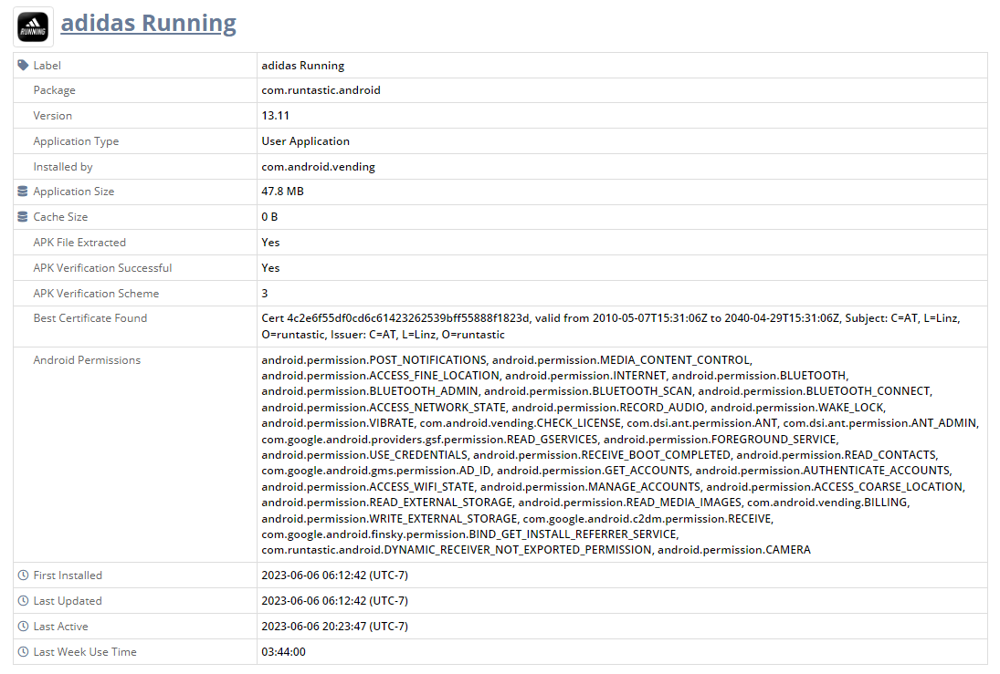 RUNNING
adidas Running
Label adidas Running
Package com.runtastic.android
Version 13.11
Application Type User Application
Installed by com.android.vending
Application Size 47.8 MB
Cache Size 0 B
APK File Extracted Yes
APK Verification Successful Yes
APK Verification Scheme 3
Best Certificate Found Cert 4c2e6f55df0cd6c61423262539bff55888f1823d, valid from 2010-05-07T15:31:06Z to 2040-04-29T15:31:06Z, Subject: C=AT, L=Linz,
O=runtastic, Issuer: C=AT, L=Linz, O=runtastic
Android Permissions android.permission.POST_NOTIFICATIONS, android.permission.MEDIA_CONTENT_CONTROL,
android.permission.ACCESS_FINE_LOCATION, android.permission.INTERNET, android.permission.BLUETOOTH,
android.permission.BLUETOOTH_ADMIN, android.permission.BLUETOOTH_SCAN, android.permission.BLUETOOTH_CONNECT,
android.permission.ACCESS_NETWORK_STATE, android.permission.RECORD_AUDIO, android.permission.WAKE_LOCK,
android.permission.VIBRATE, com.android.vending.CHECK_LICENSE, com.dsi.ant.permission.ANT, com.dsi.ant.permission.ANT_ADMIN,
com.google.android.providers.gsf.permission.READ_GSERVICES, android.permission.FOREGROUND_SERVICE,
android.permission.USE_CREDENTIALS, android.permission.RECEIVE_BOOT_COMPLETED, android.permission.READ_CONTACTS,
com.google.android.gms.permission.AD_ID, android.permission.GET_ACCOUNTS, android.permission.AUTHENTICATE_ACCOUNTS,
android.permission.ACCESS_WIFI_STATE, android.permission.MANAGE_ACCOUNTS, android.permission.ACCESS_COARSE_LOCATION,
android.permission.READ_EXTERNAL_STORAGE, android.permission.READ_MEDIA_IMAGES, com.android.vending.BILLING,
android.permission.WRITE_EXTERNAL_STORAGE, com.google.android.c2dm.permission.RECEIVE,
com.google.android.finsky.permission.BIND_GET_INSTALL_REFERRER_SERVICE,
com.runtastic.android.DYNAMIC_RECEIVER_NOT_EXPORTED_PERMISSION, android.permission.CAMERA
First Installed 2023-06-06 06:12:42 (UTC-7)
Last Updated 2023-06-06 06:12:42 (UTC-7)
Last Active 2023-06-06 20:23:47 (UTC-7)
Last Week Use Time 03:44:00